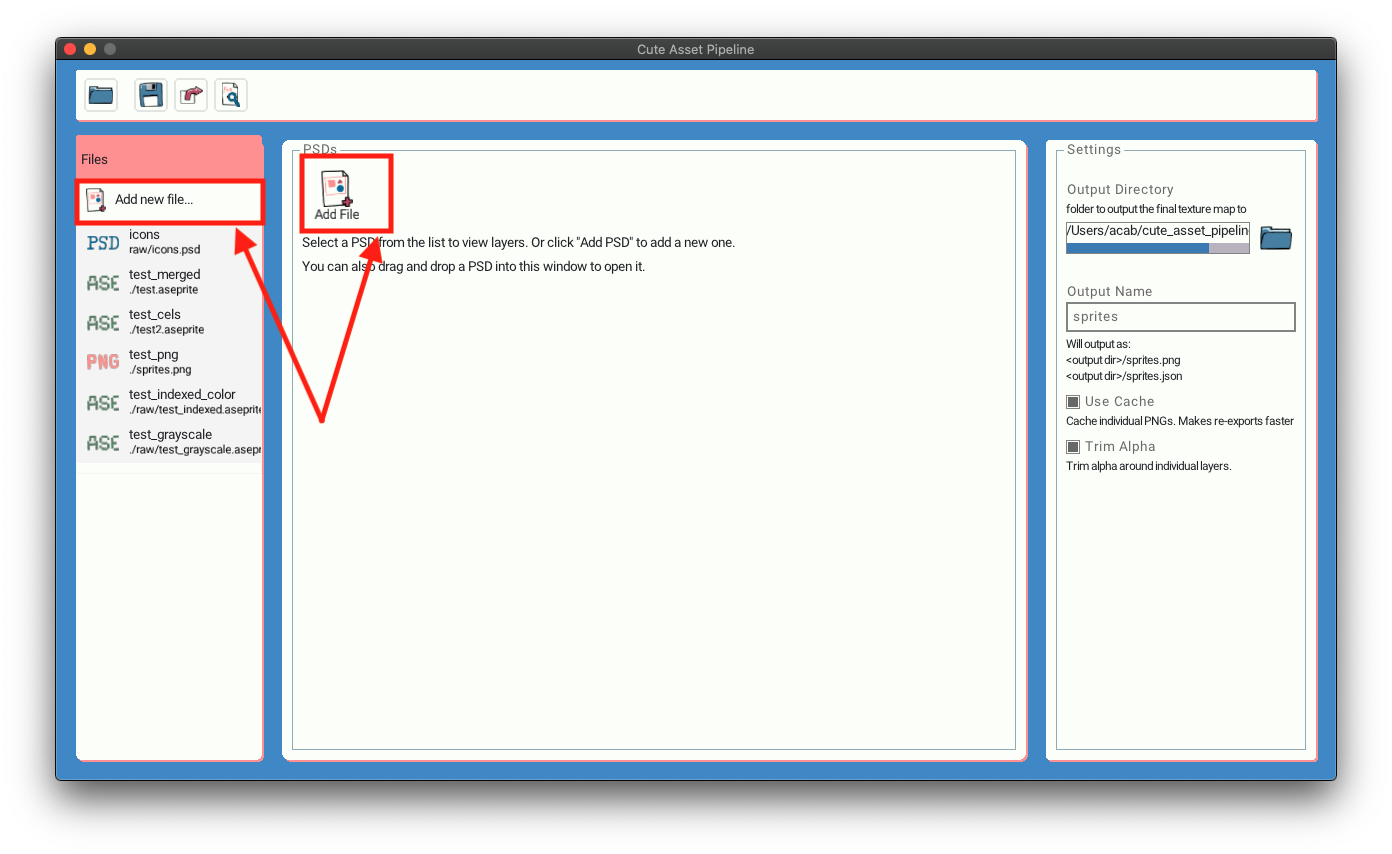 Cute Asset Pipeline
Files
Add new file...
PSD
icons
raw/icons.psd
ASE
test_merged
./test.aseprite
ASE
test_cels
./test2.aseprite
PNG
test_png
./sprites.png
ASE
test_indexed_color
./raw/test_indexed.aseprite
ASE
test_grayscale
./raw/test_grayscale.asepr
PSDs
Add File
Select a PSD from the list to view layers. Or click "Add PSD" to add a new one.
You can also drag and drop a PSD into this window to open it.
Settings
Output Directory
folder to output the final texture map to
/Users/acab/cute_asset_pipelin
Output Name
sprites
Will output as:
<output dir>/sprites.png
<output dir>/sprites.json
Use Cache
Cache individual PNGs. Makes re-exports faster
Trim Alpha
Trim alpha around individual layers.